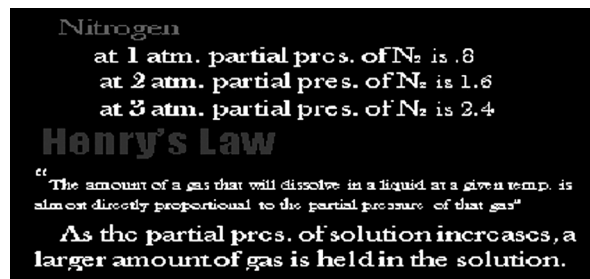 Nitrogen
at 1 atm. partial pres. of N₂ is .8
at 2 atm. partial pres. of N₂ is 1.6
at 3 atm. partial pres. of N₂ is 2.4
Henry's Law
"The amount of a gas that will dissolve in a liquid at a given temp. is
almost directly proportional to the partial pressure of that gas"
As the partial pres. of solution increases, a
larger amount of gas is held in the solution.